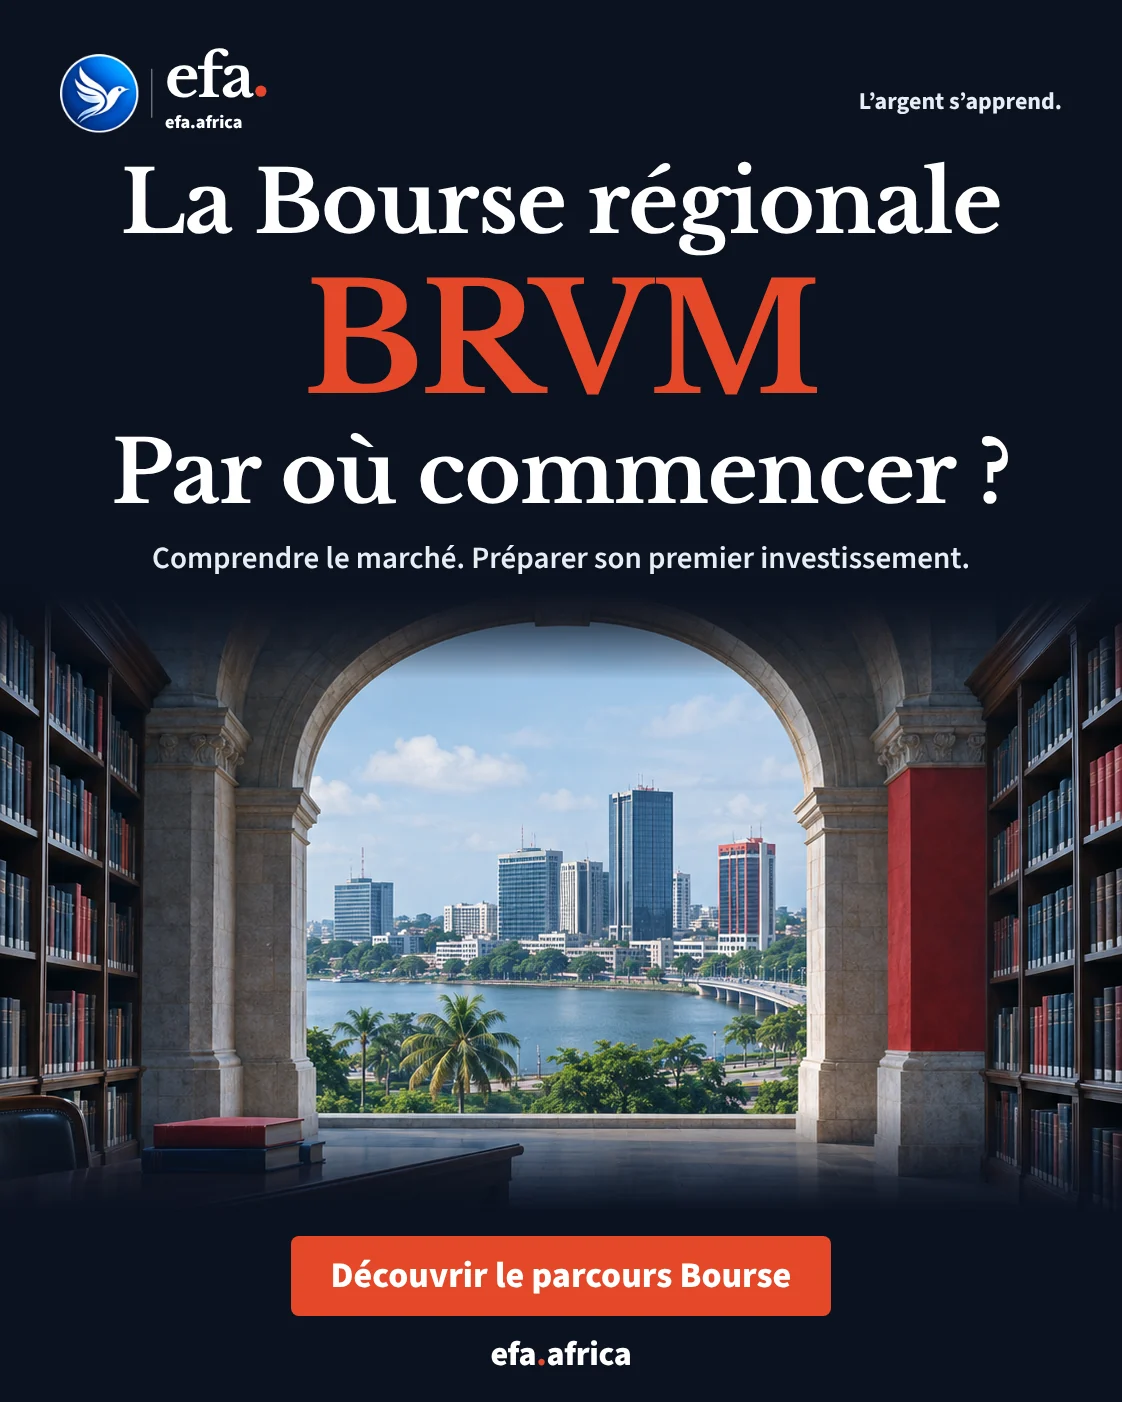 efa.
efa.africa
L’argent s’apprend.
La Bourse régionale
BRVM
Par où commencer ?
Comprendre le marché. Préparer son premier investissement.
Découvrir le parcours Bourse
efa.africa